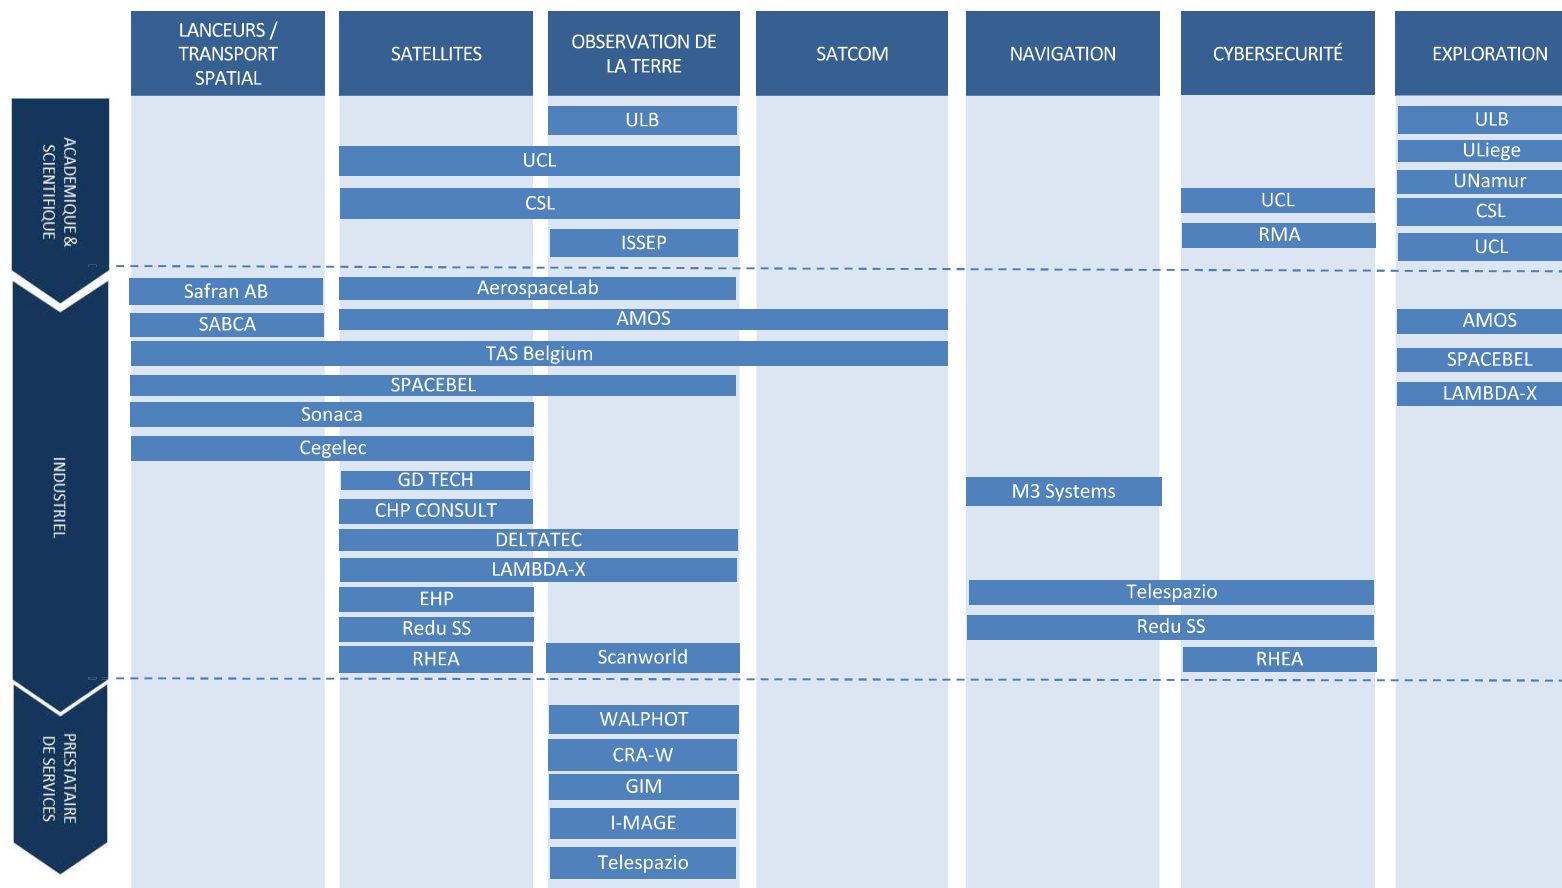 LANCEURS /
TRANSPORT
SPATIAL
SATELLITES
OBSERVATION DE
LA TERRE
SATCOM
NAVIGATION
CYBERSECURITÉ
EXPLORATION
ACADEMIQUE &
SCIENTIFIQUE
ULB
ULB
UCL
ULiege
UNamur
CSL
UCL
CSL
ISSEP
RMA
UCL
INDUSTRIEL
Safran AB
AerospaceLab
SABCA
AMOS
AMOS
TAS Belgium
SPACEBEL
SPACEBEL
LAMBDA-X
Sonaca
Cegelec
GD TECH
M3 Systems
CHP CONSULT
DELTATEC
LAMBDA-X
EHP
Telespazio
Redu SS
Redu SS
RHEA
Scanworld
RHEA
PRESTATAIRE
DE SERVICES
WALPHOT
CRA-W
GIM
I-MAGE
Telespazio